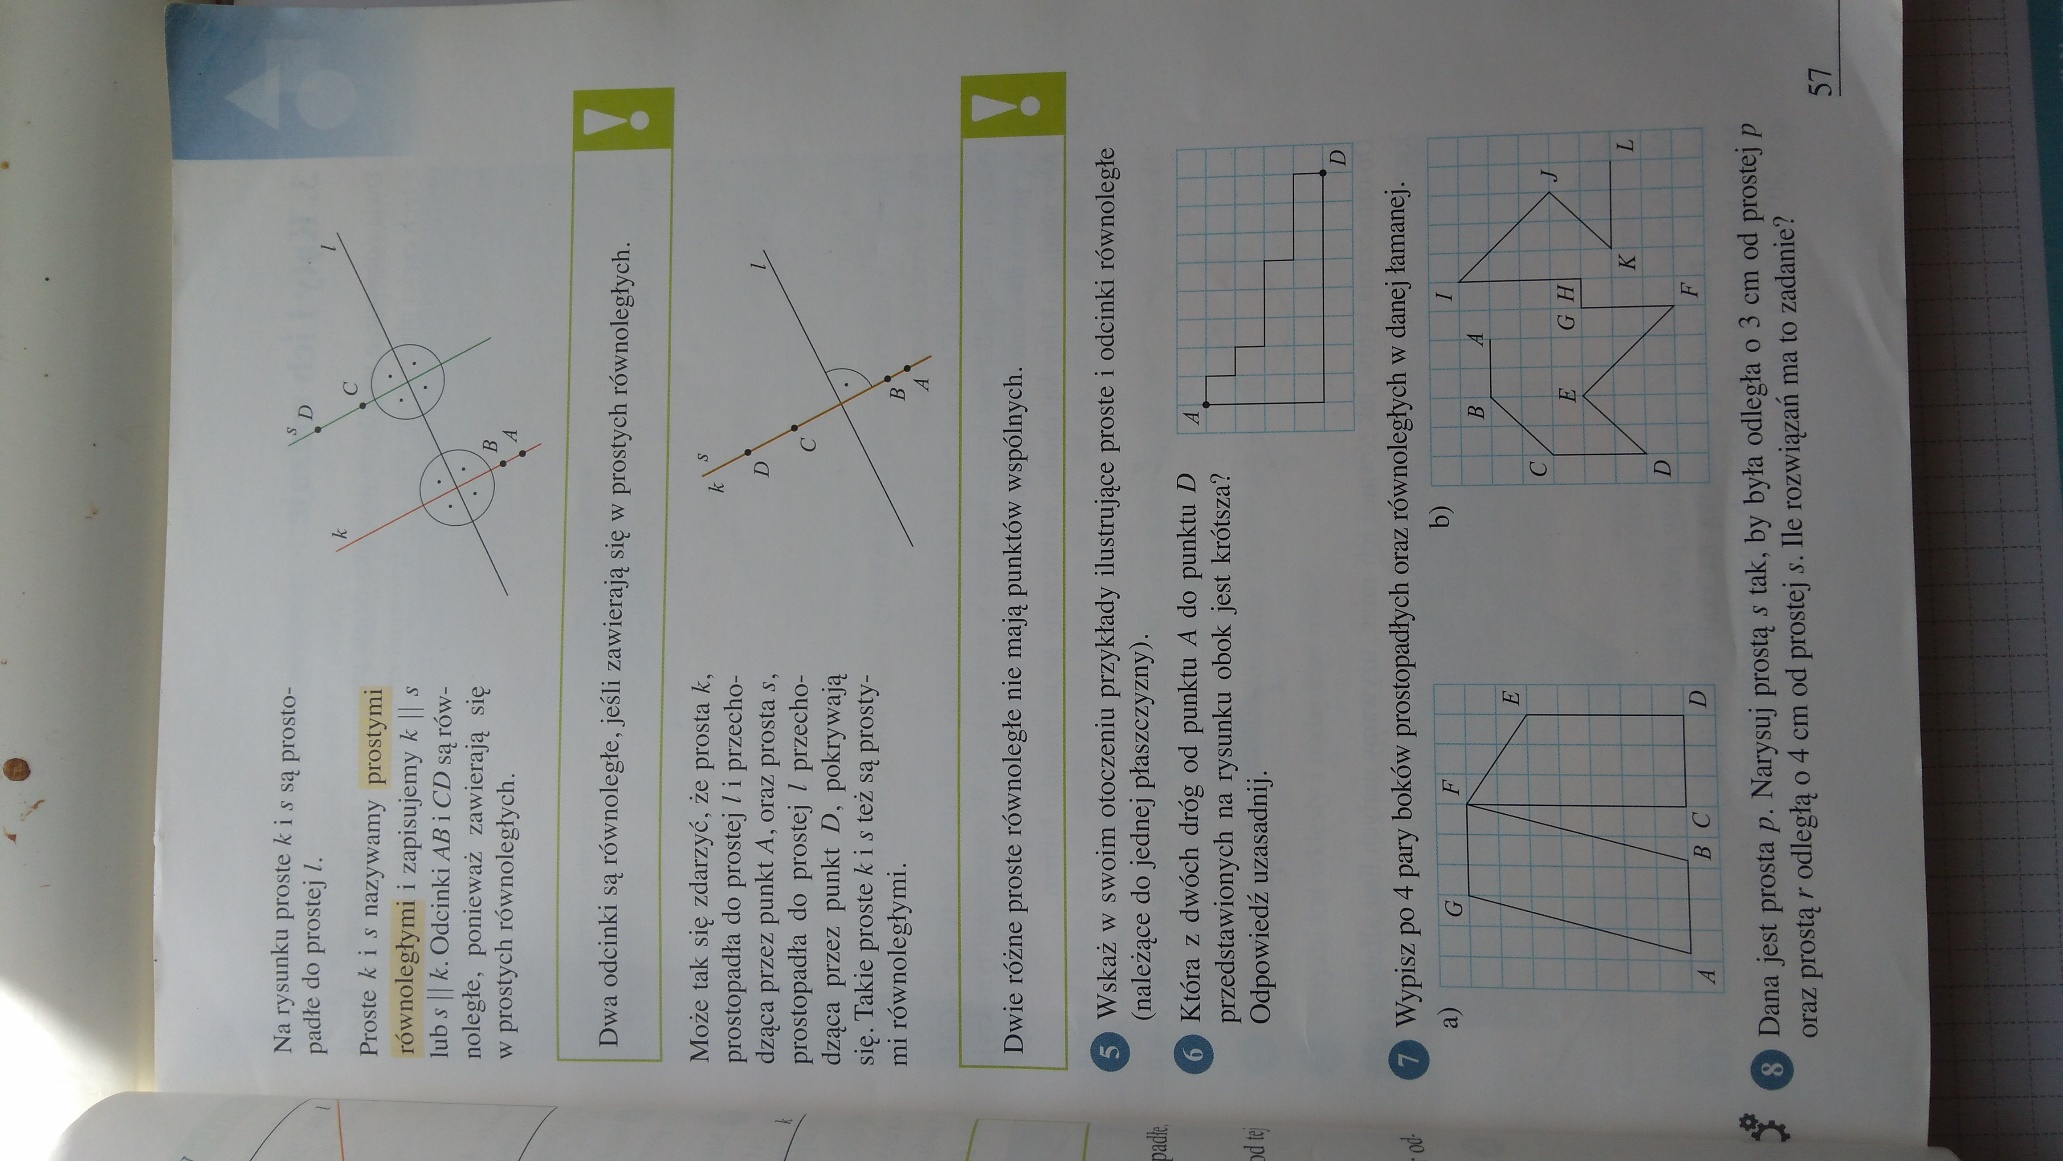 Na rysunku proste k i s są prosto-
padłe do prostej l.
Proste k i s nazywamy prostymi
równoległymi i zapisujemy k || s
lub s || k. Odcinki AB i CD są rów-
noległe, ponieważ zawierają się
w prostych równoległych.
k
s
D
C
l
B
A
Dwa odcinki są równoległe, jeśli zawierają się w prostych równoległych.
!
Może tak się zdarzyć, że prosta k,
prostopadła do prostej l i przecho-
dząca przez punkt A, oraz prosta s,
prostopadła do prostej l przecho-
dząca przez punkt D, pokrywają
się. Takie proste k i s też są prosty-
mi równoległymi.
k s
D
C
l
B
A
Dwie różne proste równoległe nie mają punktów wspólnych.
!
5 Wskaż w swoim otoczeniu przykłady ilustrujące proste i odcinki równoległe
(należące do jednej płaszczyzny).
6 Która z dwóch dróg od punktu A do punktu D
przedstawionych na rysunku obok jest krótsza?
Odpowiedź uzasadnij.
A
D
7 Wypisz po 4 pary boków prostopadłych oraz równoległych w danej łamanej.
a)
G F
E
A B C D
b)
I
B A
C E G H J
D K L
F
8 Dana jest prosta p. Narysuj prostą s tak, by była odległa o 3 cm od prostej p
oraz prostą r odległą o 4 cm od prostej s. Ile rozwiązań ma to zadanie?
57
l
k
padłe,
od tej
od-